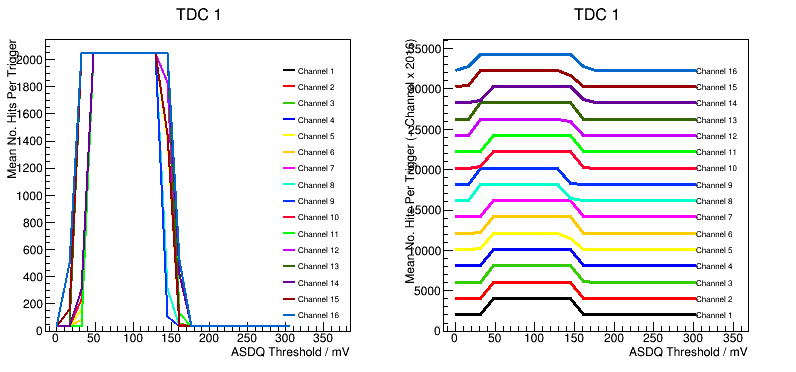 TDC 1
Mean No. Hits Per Trigger
2000
1800
1600
1400
1200
1000
800
600
400
200
0
0 50 100 150 200 250 300 350
ASDQ Threshold / mV
Channel 1
Channel 2
Channel 3
Channel 4
Channel 5
Channel 6
Channel 7
Channel 8
Channel 9
Channel 10
Channel 11
Channel 12
Channel 13
Channel 14
Channel 15
Channel 16
TDC 1
Mean No. Hits Per Trigger (+ Channel x 2016)
35000
30000
25000
20000
15000
10000
5000
0
0 50 100 150 200 250 300 350
ASDQ Threshold / mV
Channel 16
Channel 15
Channel 14
Channel 13
Channel 12
Channel 11
Channel 10
Channel 9
Channel 8
Channel 7
Channel 6
Channel 5
Channel 4
Channel 3
Channel 2
Channel 1